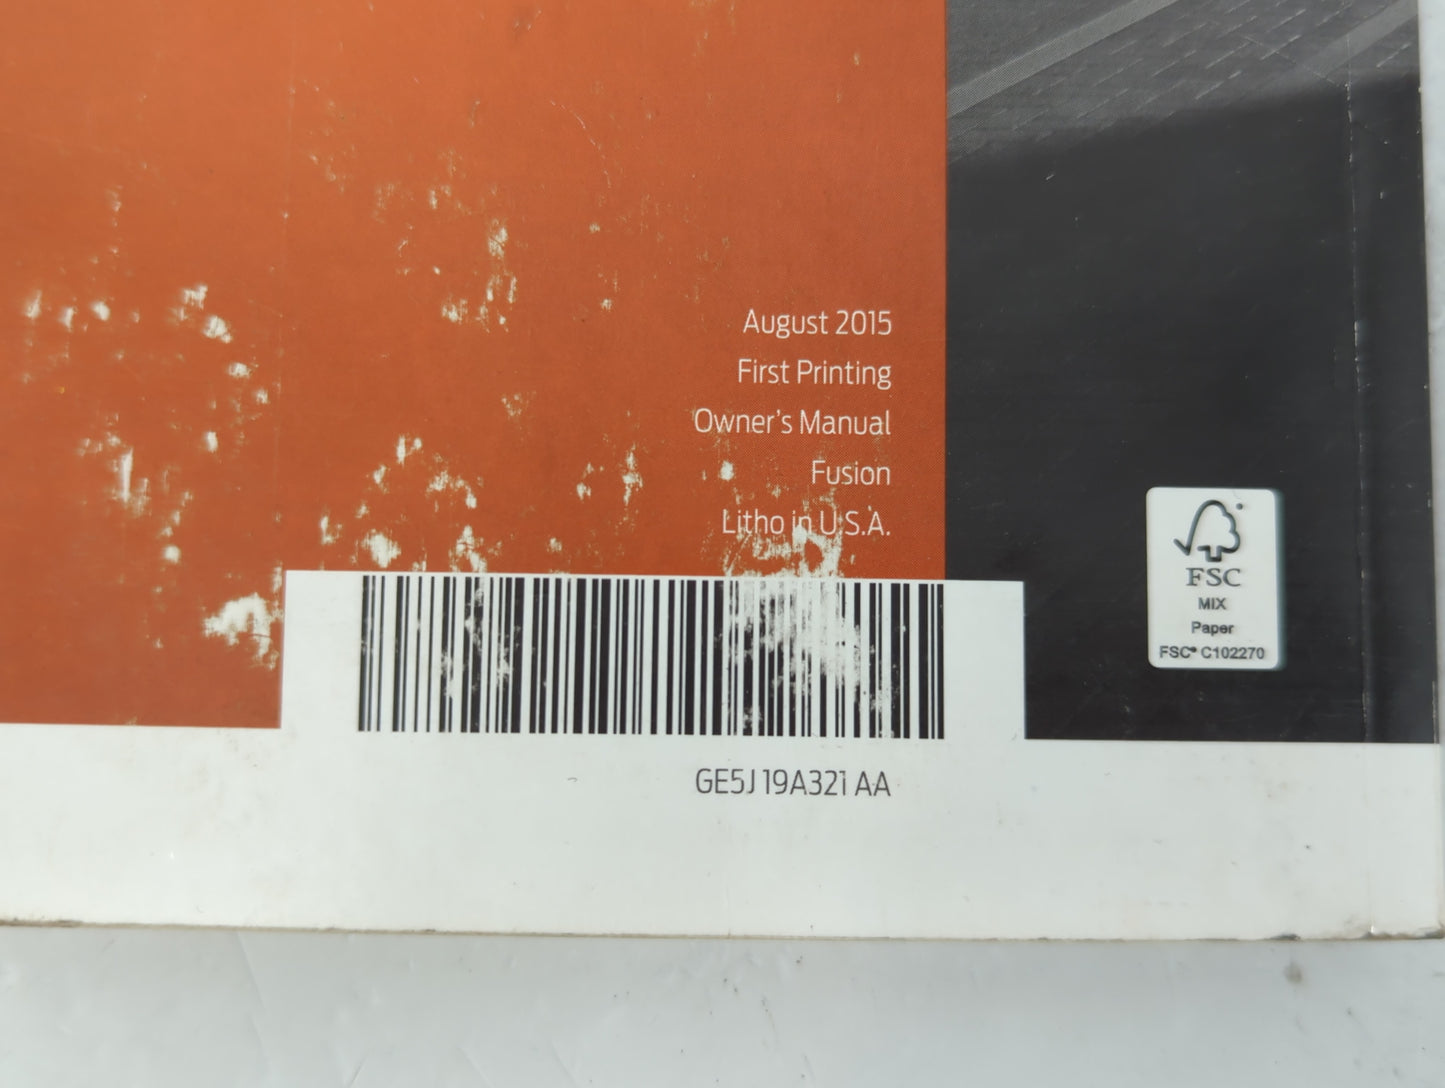 August 2015
First Printing
Owner's Manual
Fusion
Litho in U.S.A.
FSC
MIX
Paper
FSC® C102270
GE5J 19A321 AA